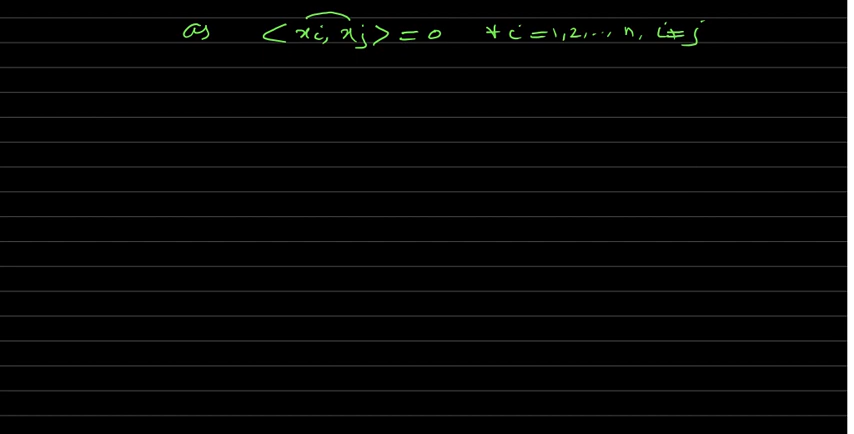 as <xi, xj> = 0 ∀ i = 1,2,..., n, i ≠ j